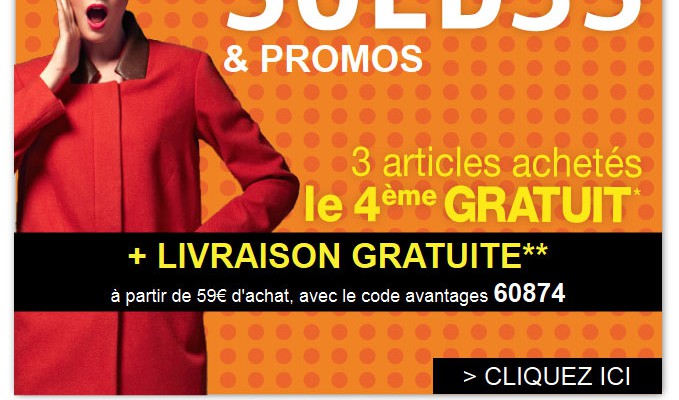 & PROMOS
3 articles achetés
le 4ème GRATUIT*
+ LIVRAISON GRATUITE**
à partir de 59€ d'achat, avec le code avantages 60874
> CLIQUEZ ICI